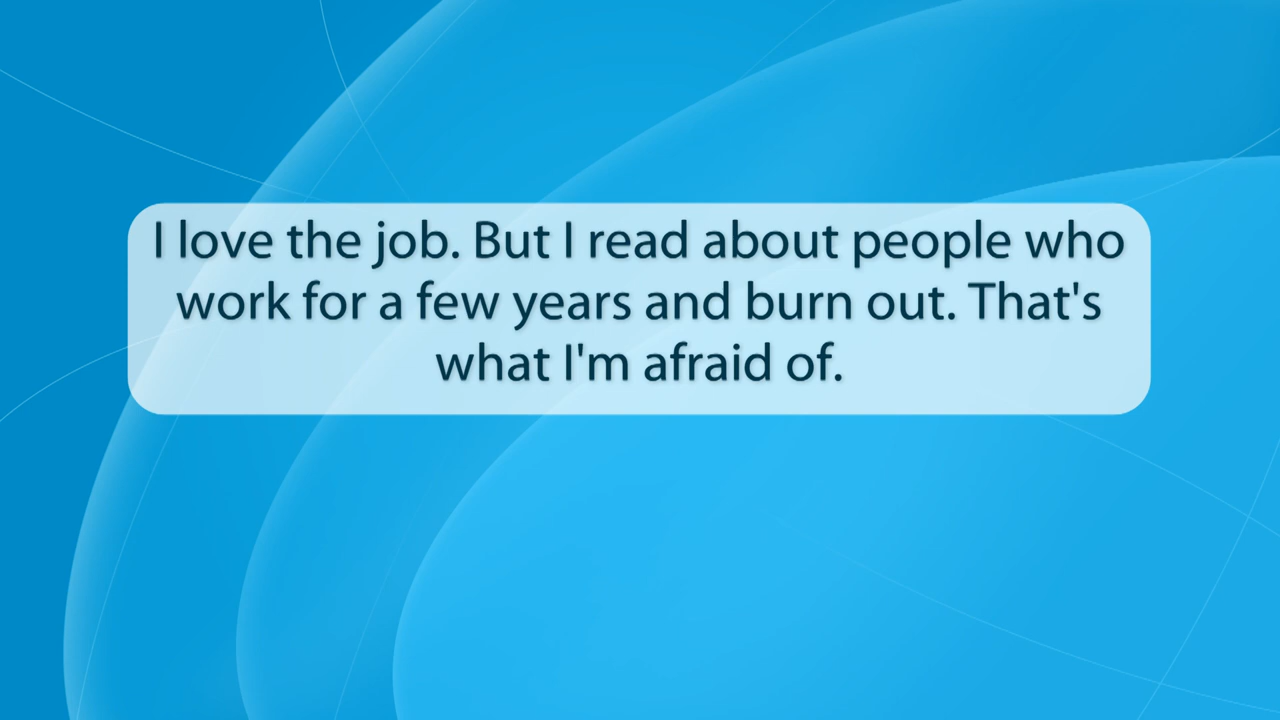 I love the job. But I read about people who
work for a few years and burn out. That's
what I'm afraid of.